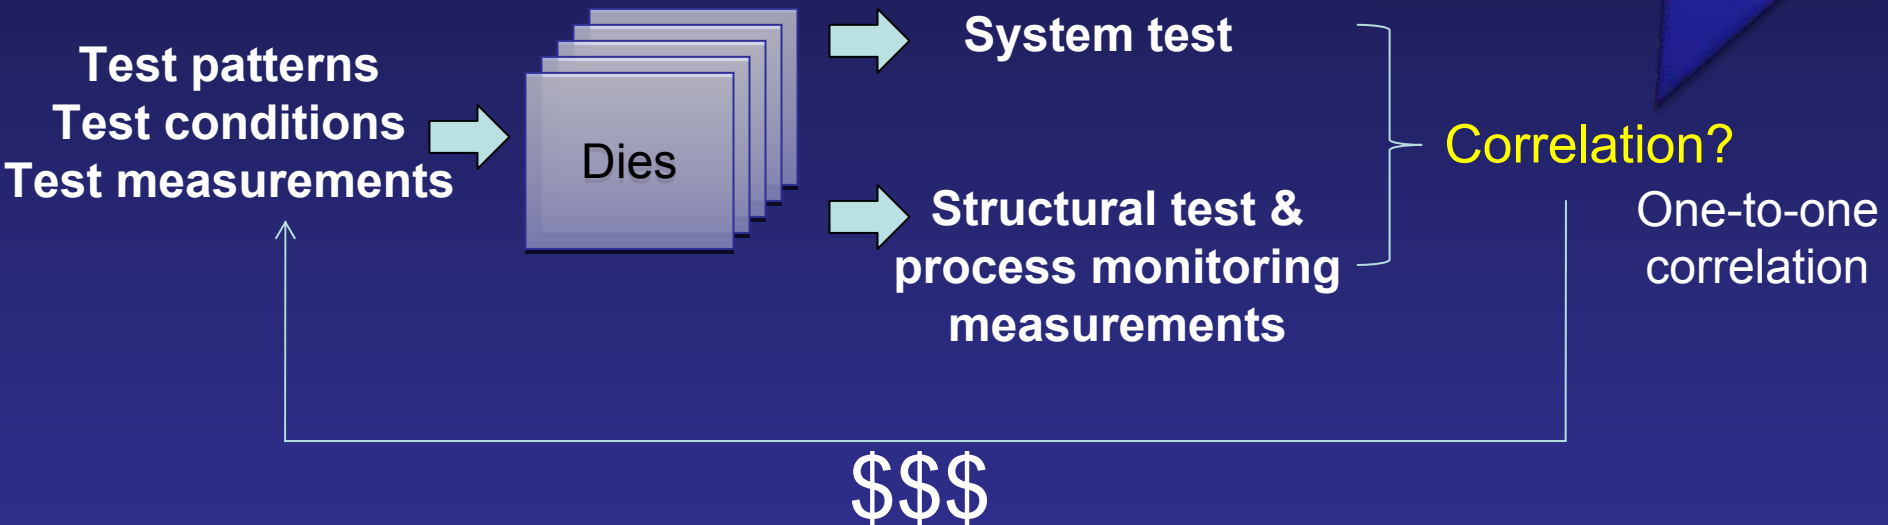 Test patterns
Test conditions
Test measurements
Dies
System test
Structural test &
process monitoring
measurements
Correlation?
One-to-one
correlation
$$$